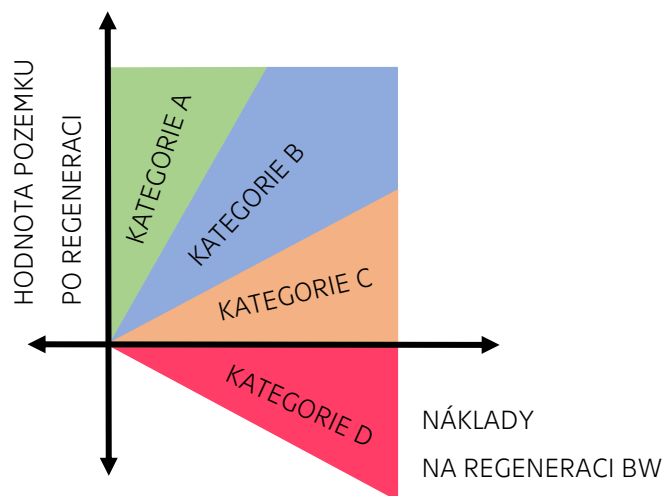 HODNOTA POZEMKU
PO REGENERACI
KATEGORIE A
KATEGORIE B
KATEGORIE C
KATEGORIE D
NÁKLADY
NA REGENERACI BW